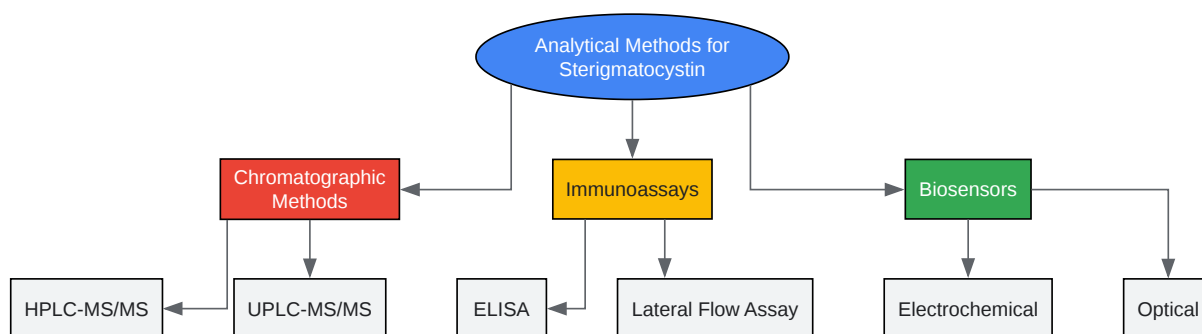 Analytical Methods for
Sterigmatocystin
Chromatographic
Methods
Immunoassays
Biosensors
HPLC-MS/MS
UPLC-MS/MS
ELISA
Lateral Flow Assay
Electrochemical
Optical